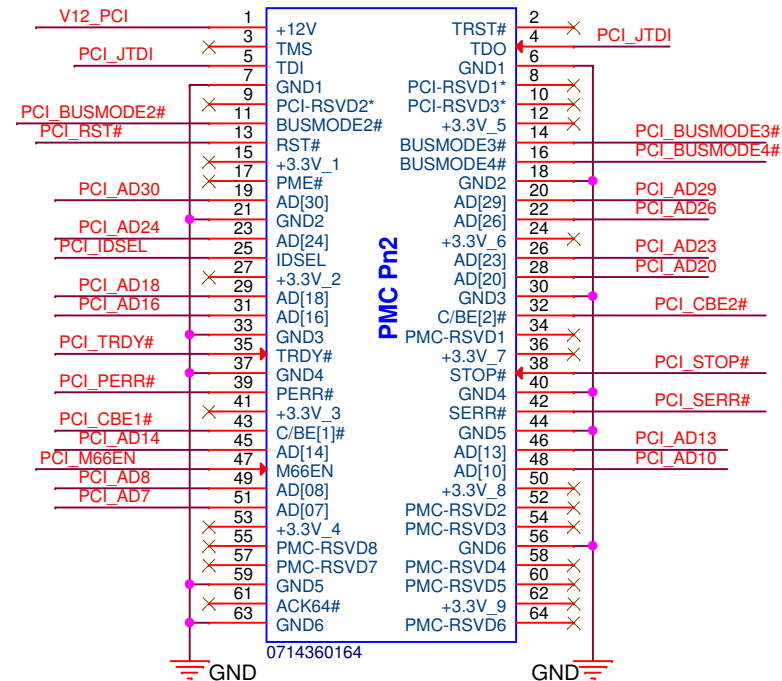 V12_PCI 1 +12V TRST# 2
3 TMS TDO 4 PCI_JTDI
PCI_JTDI 5 TDI GND1 6
7 GND1 PCI-RSVD1* 8
9 PCI-RSVD2* PCI-RSVD3* 10
PCI_BUSMODE2# 11 BUSMODE2# +3.3V_5 12
PCI_RST# 13 RST# BUSMODE3# 14 PCI_BUSMODE3#
15 +3.3V_1 BUSMODE4# 16 PCI_BUSMODE4#
17 PME# GND2 18
PCI_AD30 19 AD[30] AD[29] 20 PCI_AD29
21 GND2 AD[26] 22 PCI_AD26
PCI_AD24 23 AD[24] +3.3V_6 24
PCI_IDSEL 25 IDSEL AD[23] 26 PCI_AD23
27 +3.3V_2 AD[20] 28 PCI_AD20
PCI_AD18 29 AD[18] GND3 30
PCI_AD16 31 AD[16] C/BE[2]# 32 PCI_CBE2#
33 GND3 PMC-RSVD1 34
PCI_TRDY# 35 TRDY# +3.3V_7 36
37 GND4 STOP# 38 PCI_STOP#
PCI_PERR# 39 PERR# GND4 40
41 +3.3V_3 SERR# 42 PCI_SERR#
PCI_CBE1# 43 C/BE[1]# GND5 44
PCI_AD14 45 AD[14] AD[13] 46 PCI_AD13
PCI_M66EN 47 M66EN AD[10] 48 PCI_AD10
PCI_AD8 49 AD[08] +3.3V_8 50
PCI_AD7 51 AD[07] PMC-RSVD2 52
53 +3.3V_4 PMC-RSVD3 54
55 PMC-RSVD8 GND6 56
57 PMC-RSVD7 PMC-RSVD4 58
59 GND5 PMC-RSVD5 60
61 ACK64# +3.3V_9 62
63 GND6 PMC-RSVD6 64
PMC Pn2
0714360164
GND GND